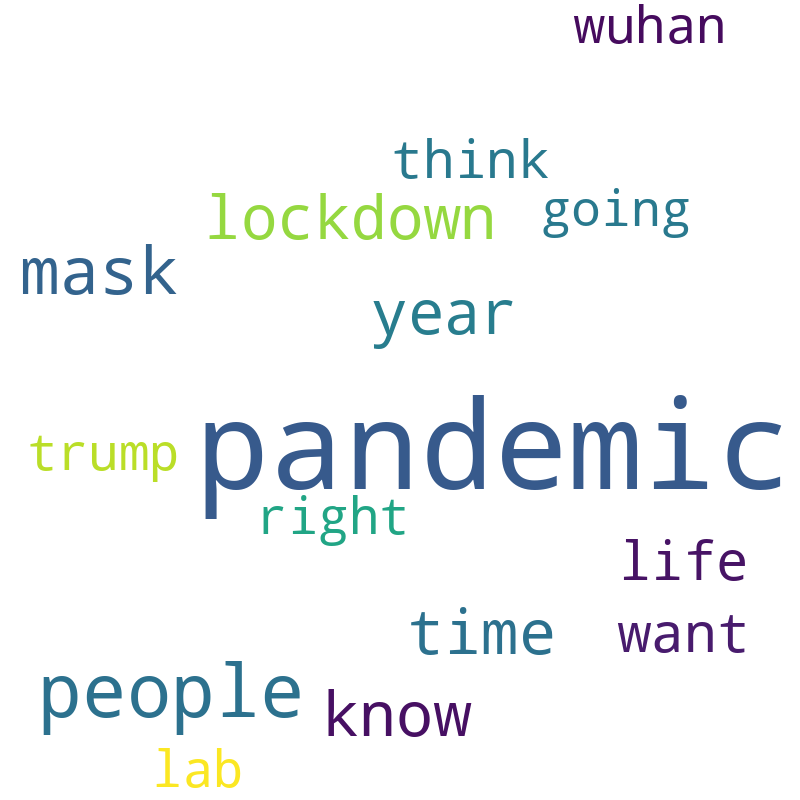 wuhan
think
lockdown
going
mask
year
pandemic
trump
right
life
time
want
people
know
lab